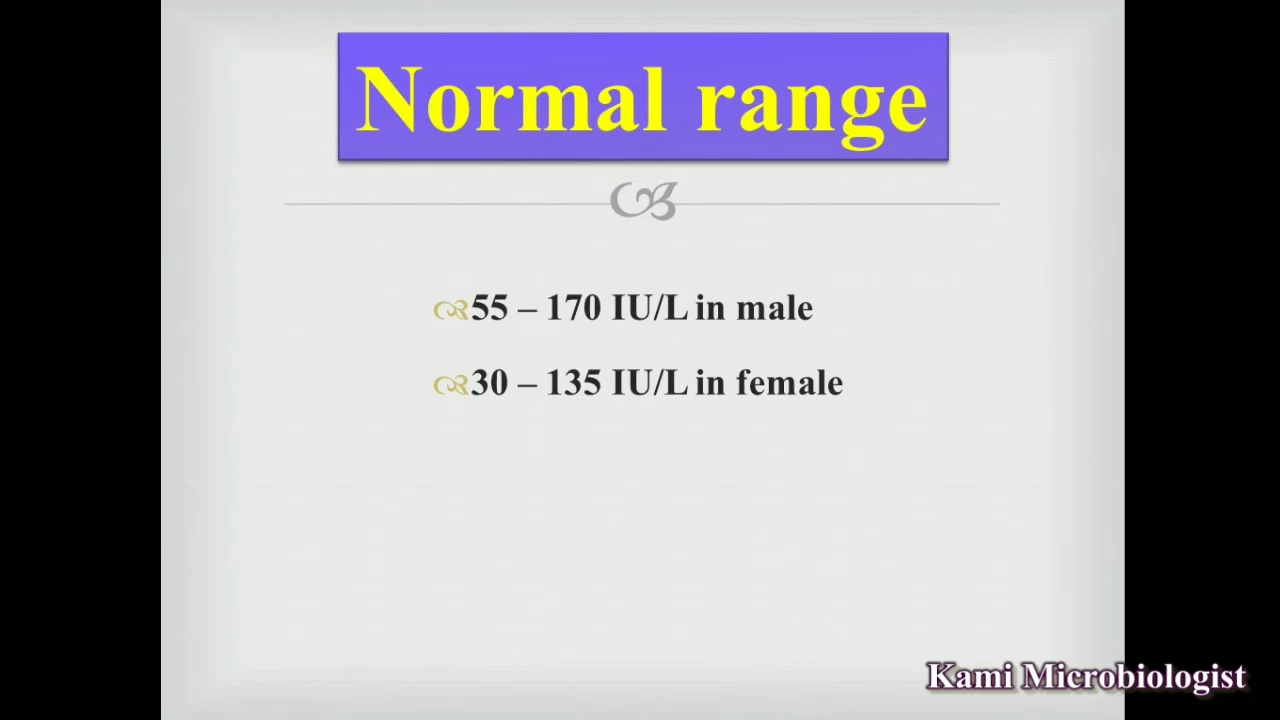 Normal range
55 – 170 IU/L in male
30 – 135 IU/L in female
Kami Microbiologist